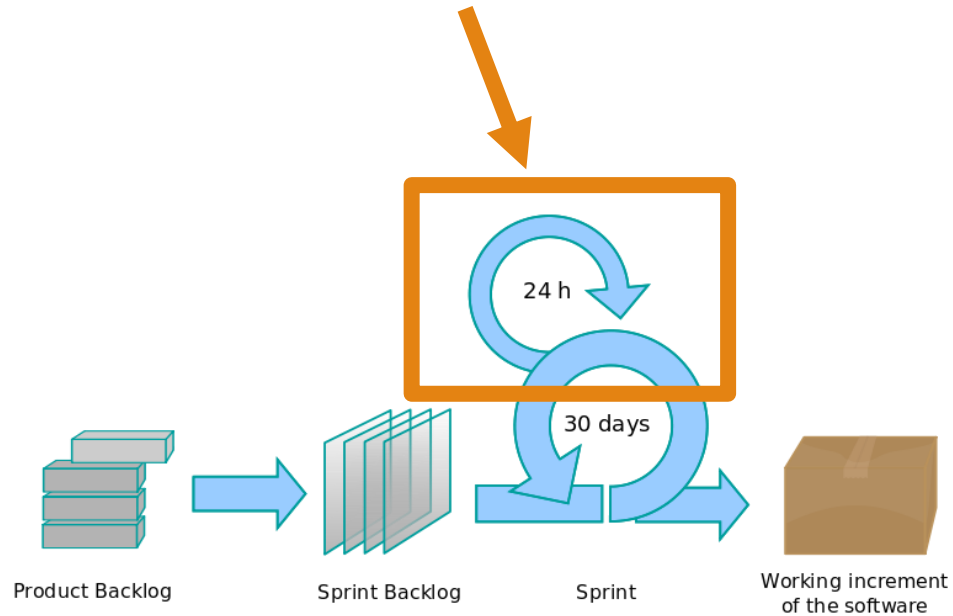 24 h
30 days
Product Backlog
Sprint Backlog
Sprint
Working increment
of the software